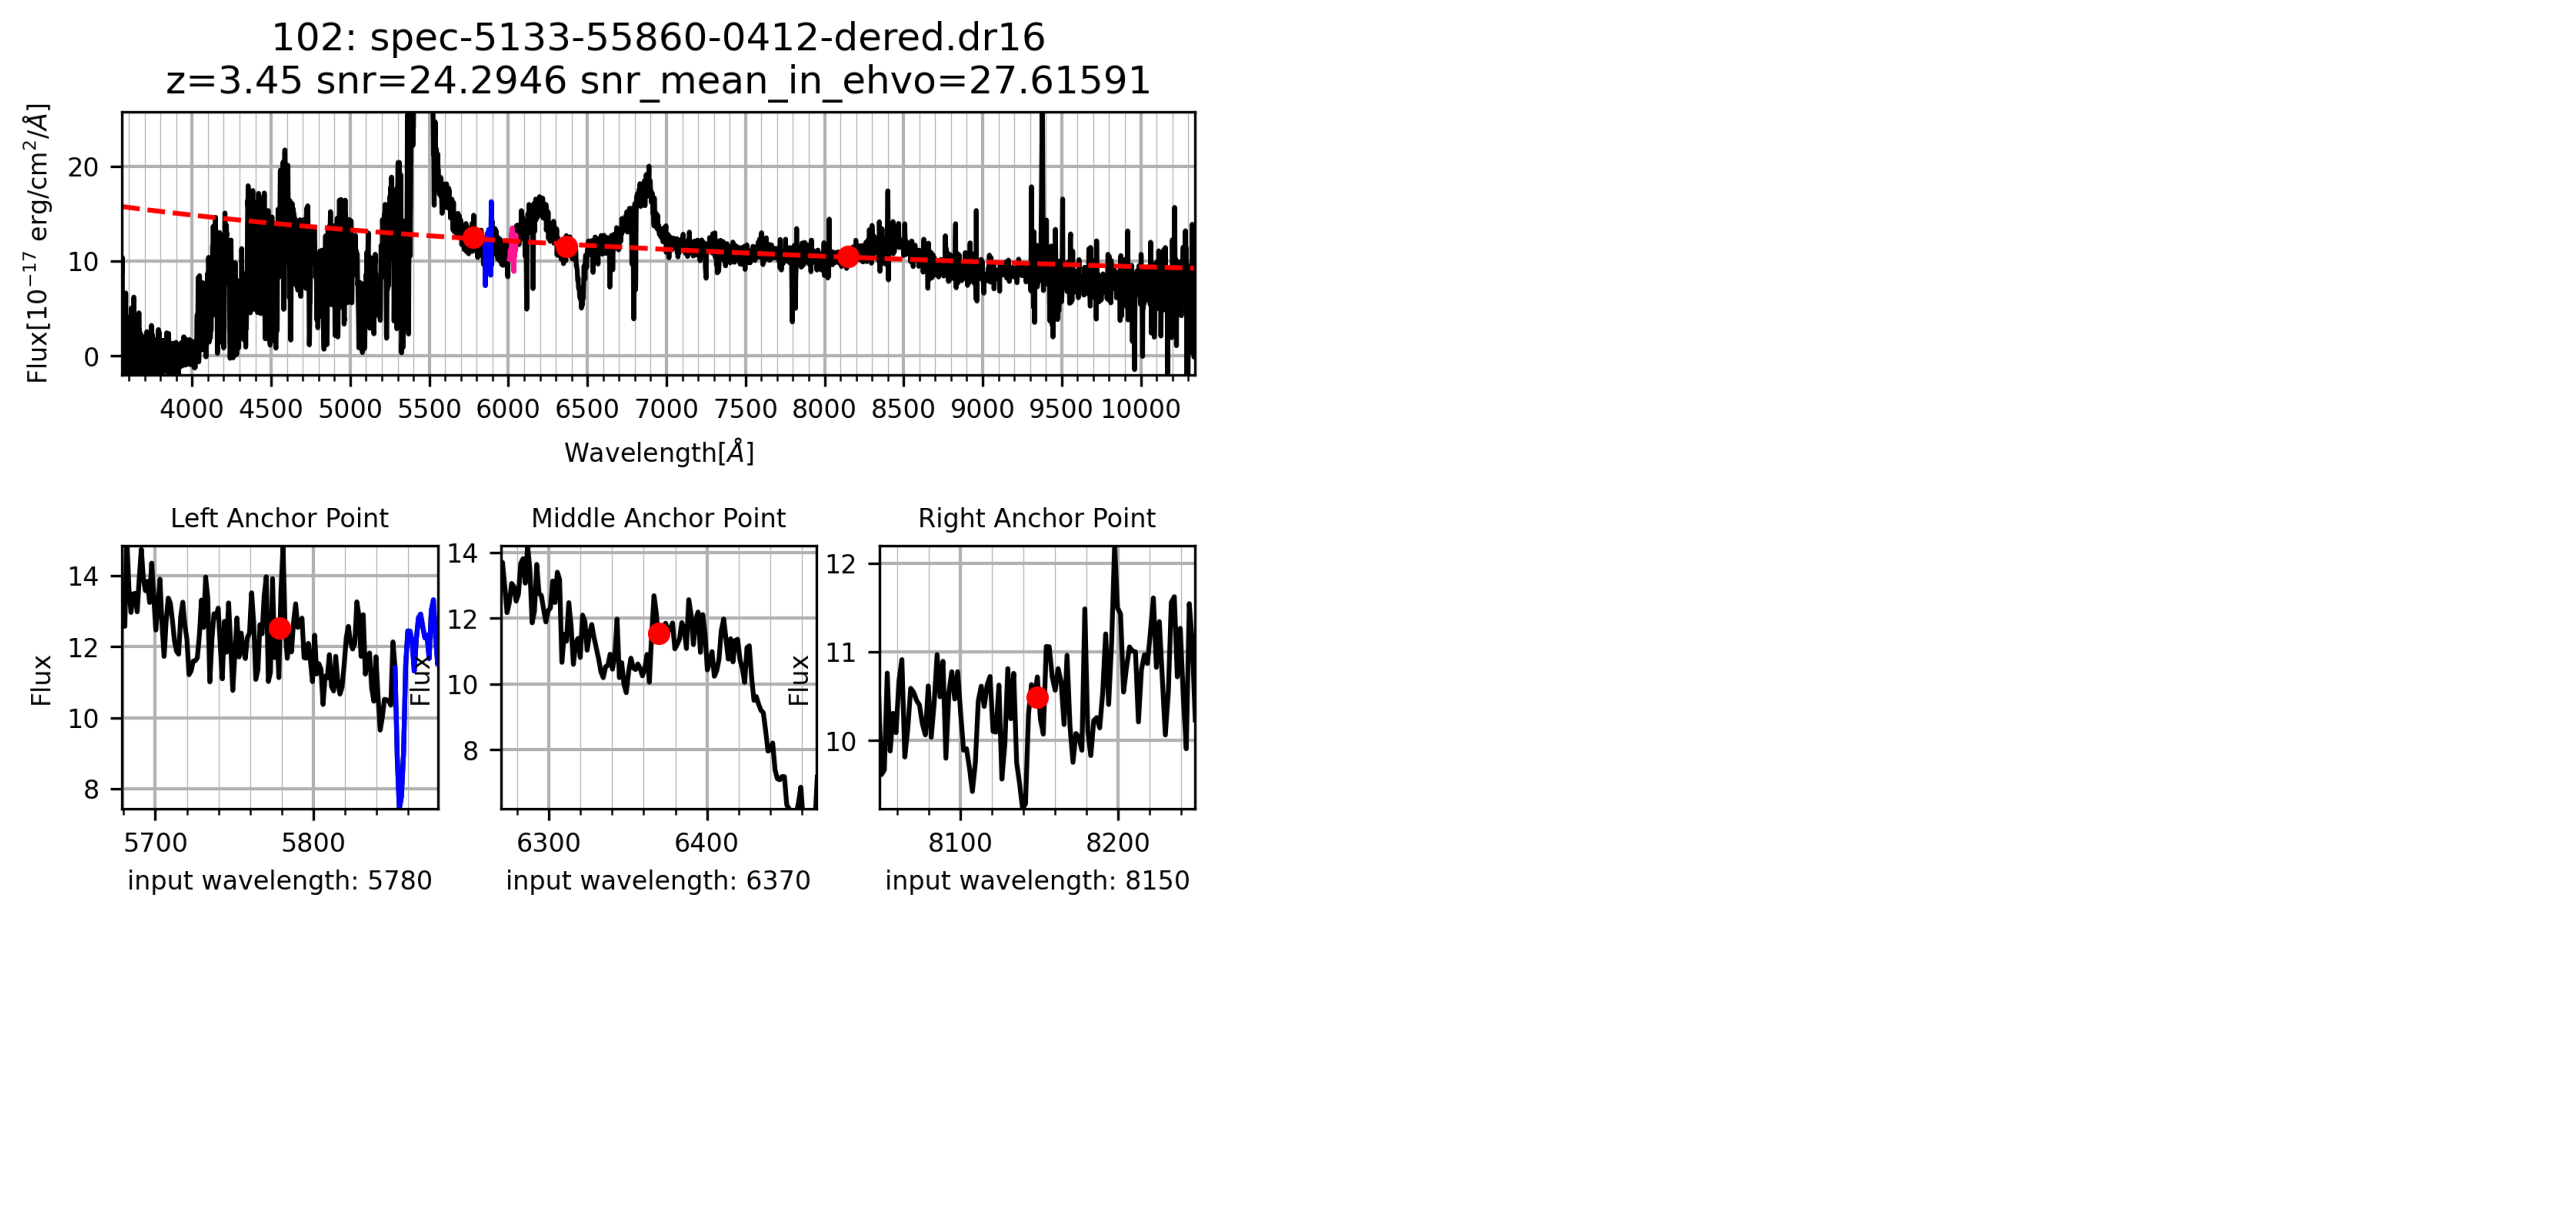 102: spec-5133-55860-0412-dered.dr16
z=3.45 snr=24.2946 snr_mean_in_ehvo=27.61591
Flux[10⁻¹⁷ erg/cm²/Å]
20
10
0
4000 4500 5000 5500 6000 6500 7000 7500 8000 8500 9000 9500 10000
Wavelength[Å]
Left Anchor Point
Flux
14
12
10
8
5700 5800
input wavelength: 5780
Middle Anchor Point
Flux
14
12
10
8
6300 6400
input wavelength: 6370
Right Anchor Point
Flux
12
11
10
8100 8200
input wavelength: 8150